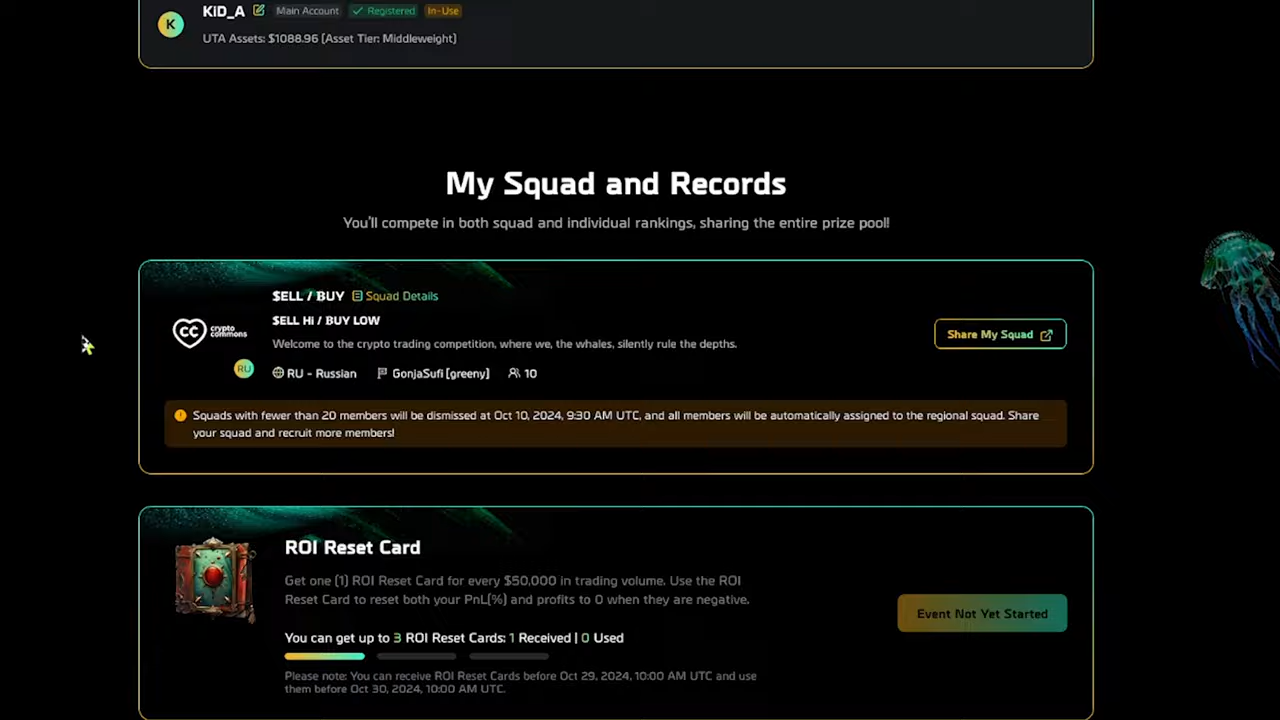 K
KiD_A Main Account Registered In-Use
UTA Assets: $1088.96 (Asset Tier: Middleweight)
My Squad and Records
You'll compete in both squad and individual rankings, sharing the entire prize pool!
$ELL / BUY Squad Details
CC crypto commons
$ELL Hi / BUY LOW
Welcome to the crypto trading competition, where we, the whales, silently rule the depths.
Share My Squad
RU
RU - Russian GonjaSufi [greeny] 10
Squads with fewer than 20 members will be dismissed at Oct 10, 2024, 9:30 AM UTC, and all members will be automatically assigned to the regional squad. Share
your squad and recruit more members!
ROI Reset Card
Get one (1) ROI Reset Card for every $50,000 in trading volume. Use the ROI
Reset Card to reset both your PnL(%) and profits to 0 when they are negative.
Event Not Yet Started
You can get up to 3 ROI Reset Cards: 1 Received | 0 Used
Please note: You can receive ROI Reset Cards before Oct 29, 2024, 10:00 AM UTC and use
them before Oct 30, 2024, 10:00 AM UTC.